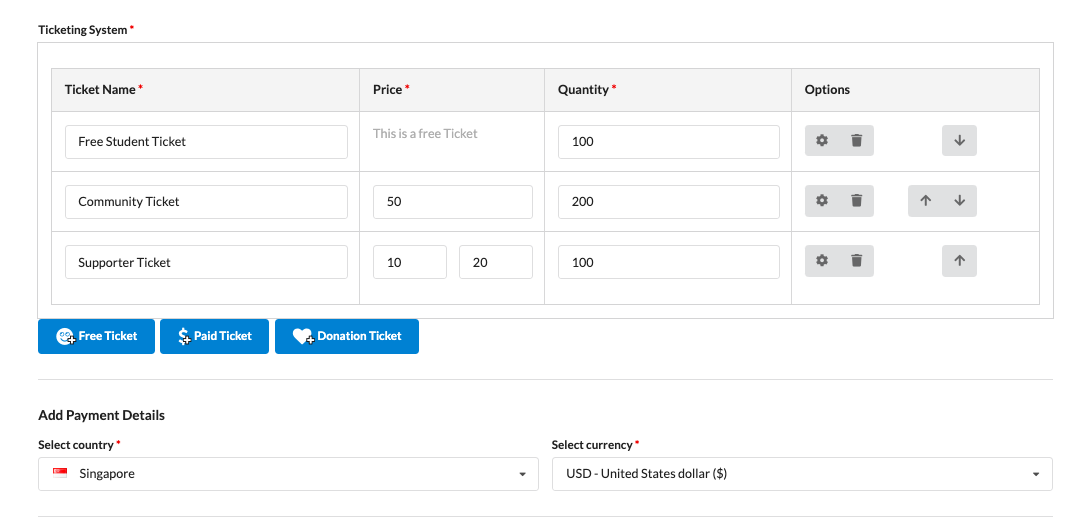 Ticketing System *
Ticket Name * Price * Quantity * Options
Free Student Ticket This is a free Ticket 100
Community Ticket 50 200
Supporter Ticket 10 20 100
Free Ticket Paid Ticket Donation Ticket
Add Payment Details
Select country * Select currency *
Singapore USD - United States dollar ($)